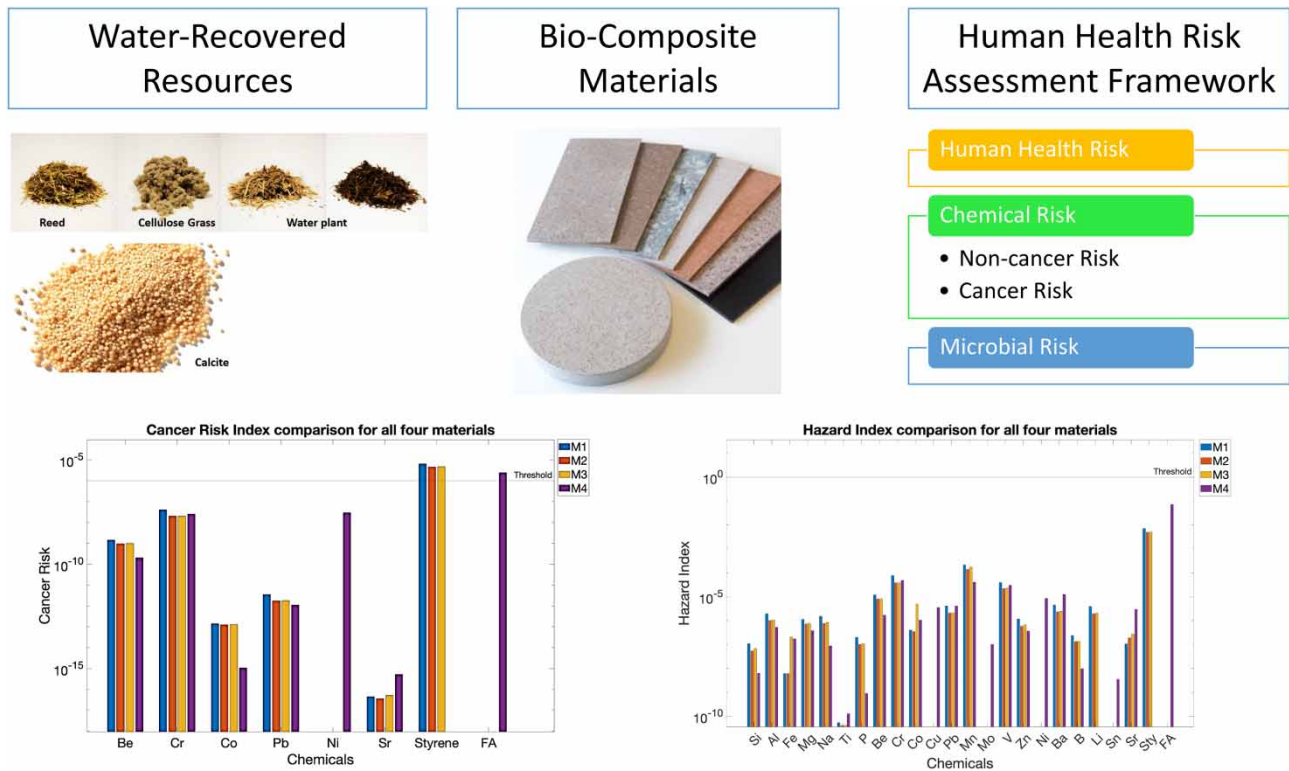 Water-Recovered
Resources
Bio-Composite
Materials
Human Health Risk
Assessment Framework
Reed
Cellulose Grass
Water plant
Calcite
Human Health Risk
Chemical Risk
• Non-cancer Risk
• Cancer Risk
Microbial Risk
Cancer Risk Index comparison for all four materials
M1
M2
M3
M4
Threshold
10⁻⁵
10⁻¹⁰
10⁻¹⁵
Cancer Risk
Be Cr Co Pb Ni Sr Styrene FA
Chemicals
Hazard Index comparison for all four materials
M1
M2
M3
M4
Threshold
10⁰
10⁻⁵
10⁻¹⁰
Hazard Index
Si Al Fe Mg Na Ti P Be Cr Co Cu Pb Mn Mo V Zn Ni Ba B Li Sn Sr Sty FA
Chemicals